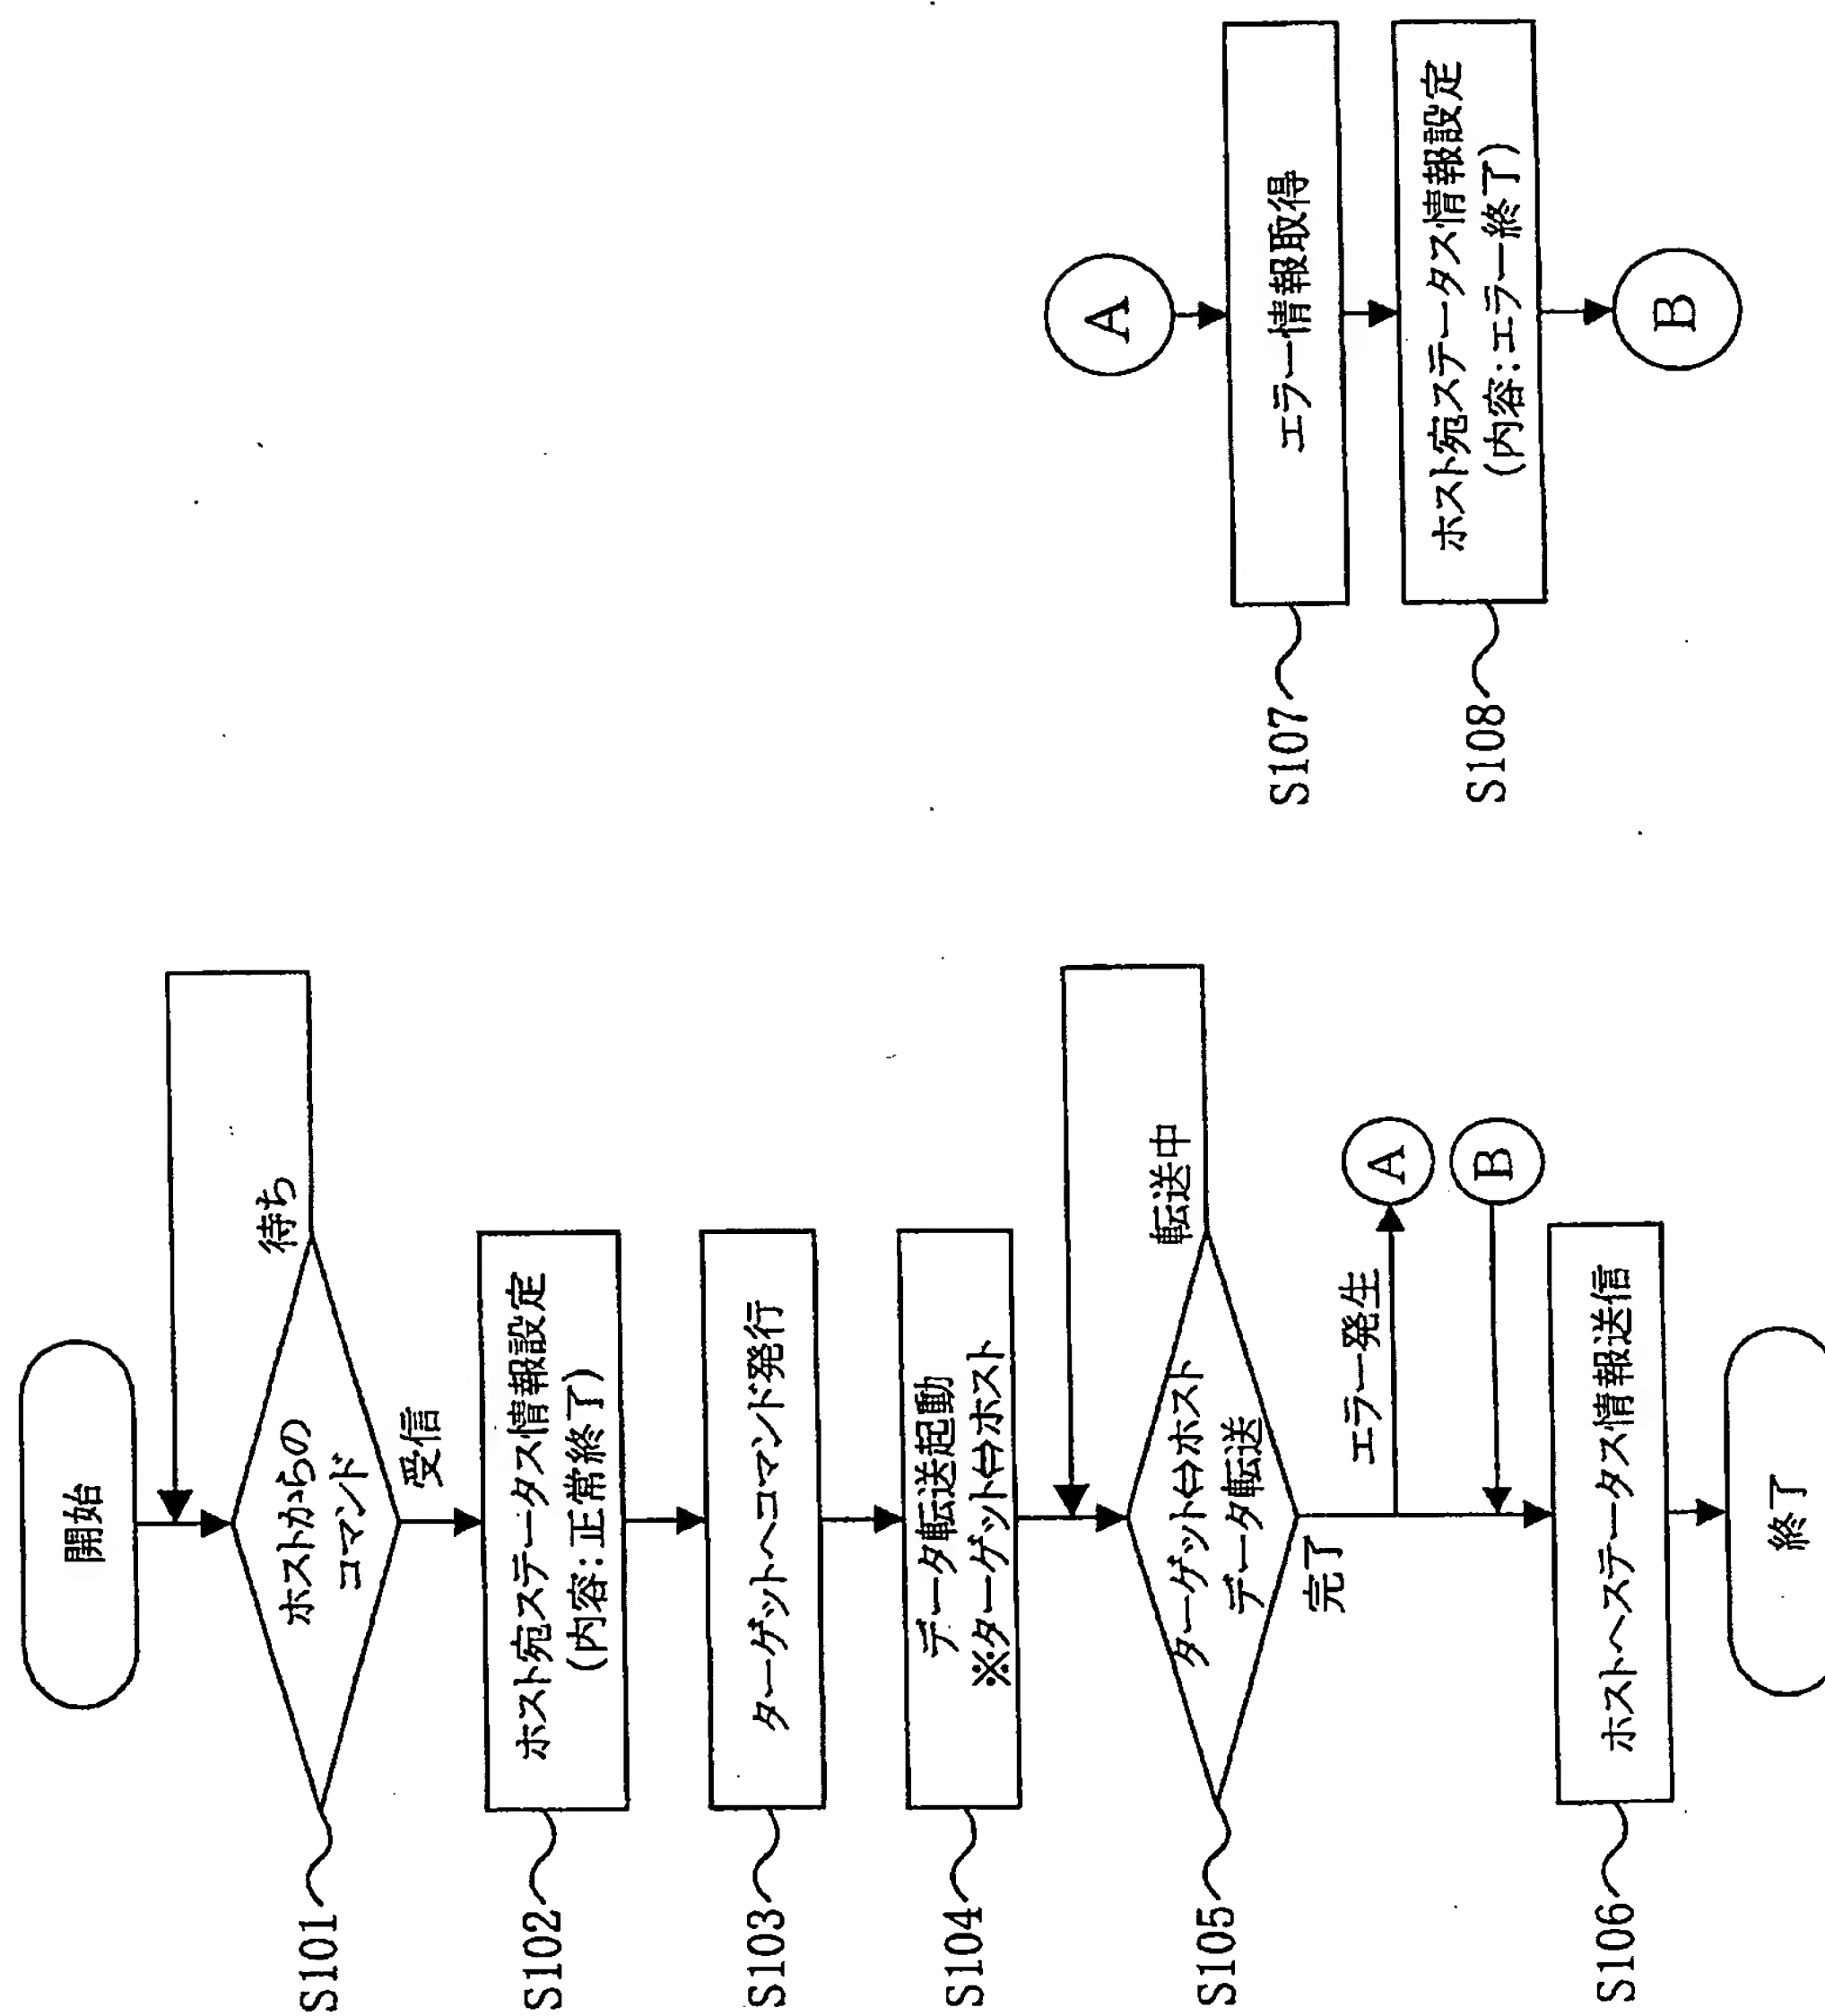 開始
S101
ホストからの
コマンド
待ち
受信
S102
ホスト宛ステータス情報設定
(内容:正常終了)
S103
ターゲットへコマンド発行
S104
データ転送起動
※ターゲット⇔ホスト
S105
ターゲット⇔ホスト
データ転送
転送中
完了
エラー発生
A
B
S106
ホストへステータス情報送信
終了
A
S107
エラー情報取得
S108
ホスト宛ステータス情報設定
(内容:エラー終了)
B